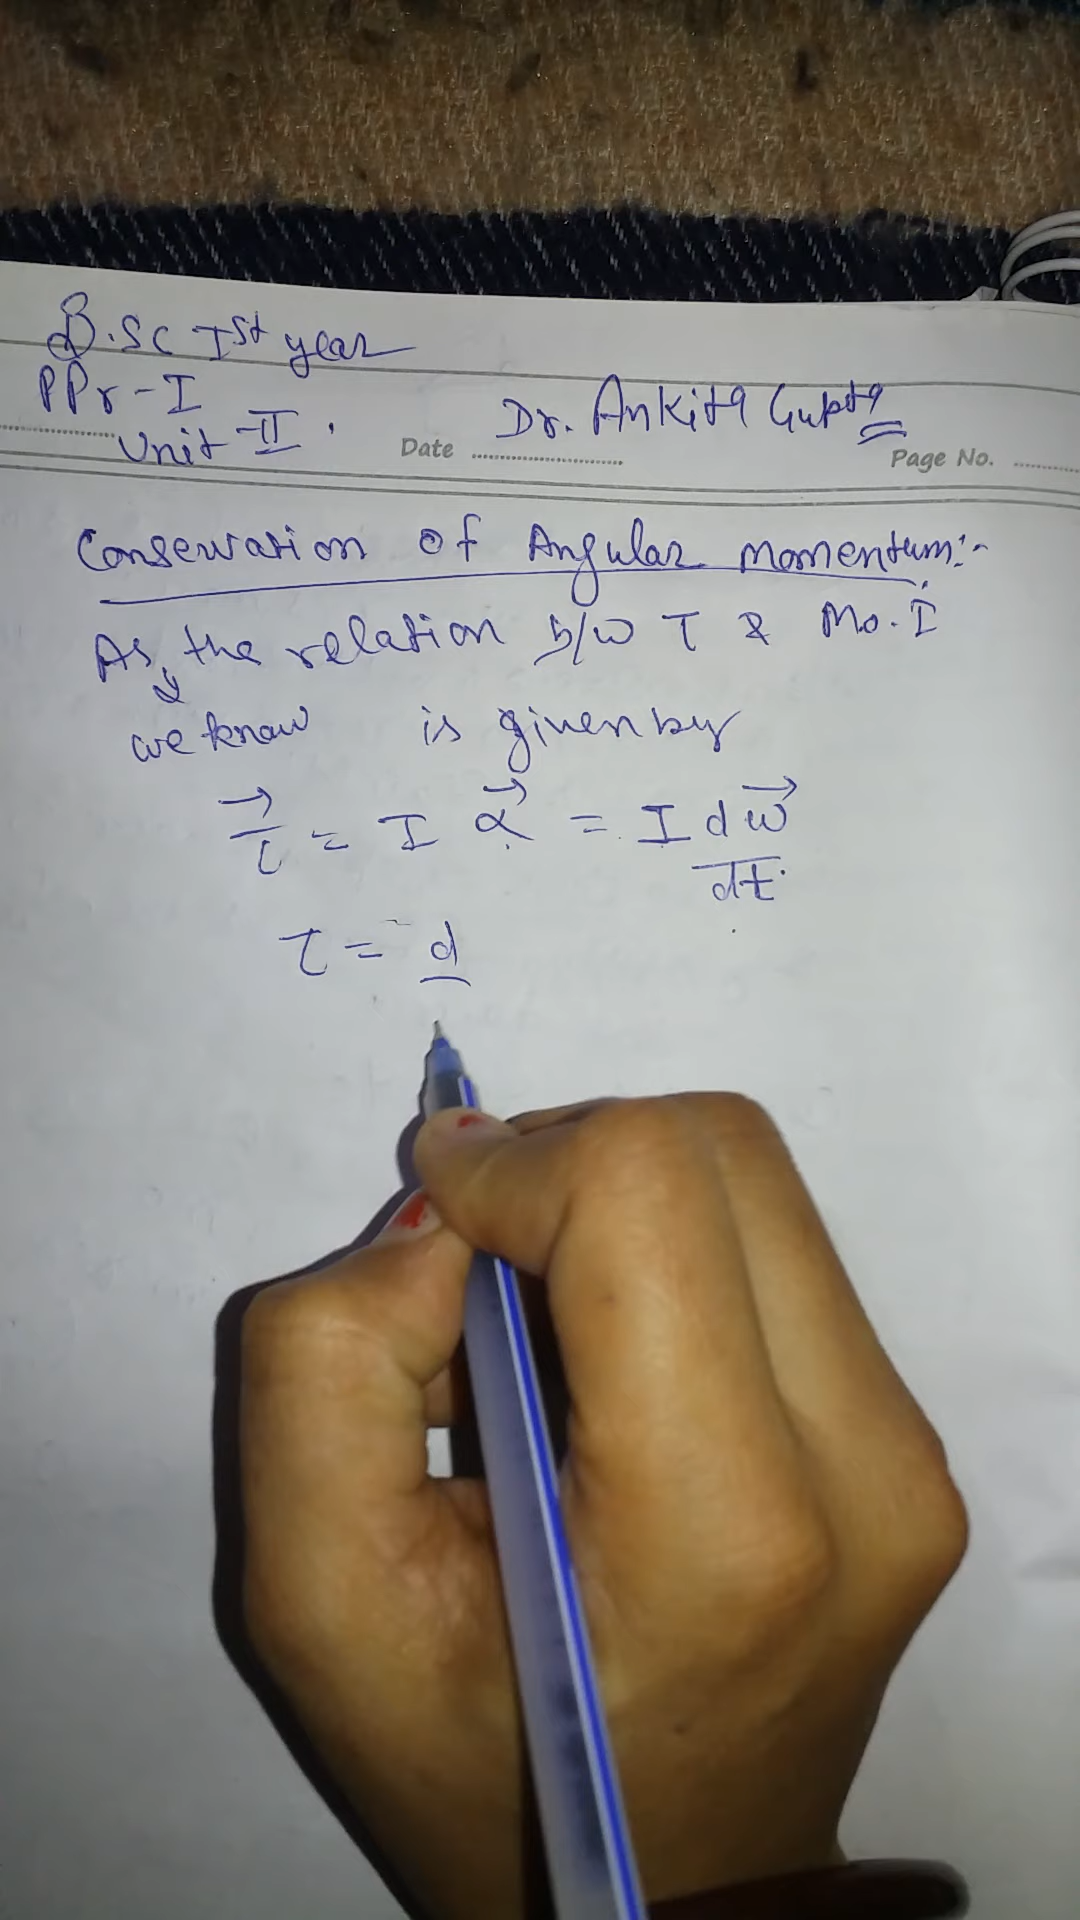 B.Sc Ist year
PPr-I
Unit-II.
Dr. Ankita Gupta
Date
Page No.
Conservation of Angular momentum:-
As the relation b/w τ & Mo.I
we know is given by
τ⃗ = I α⃗ = I dω⃗/dt
τ = d